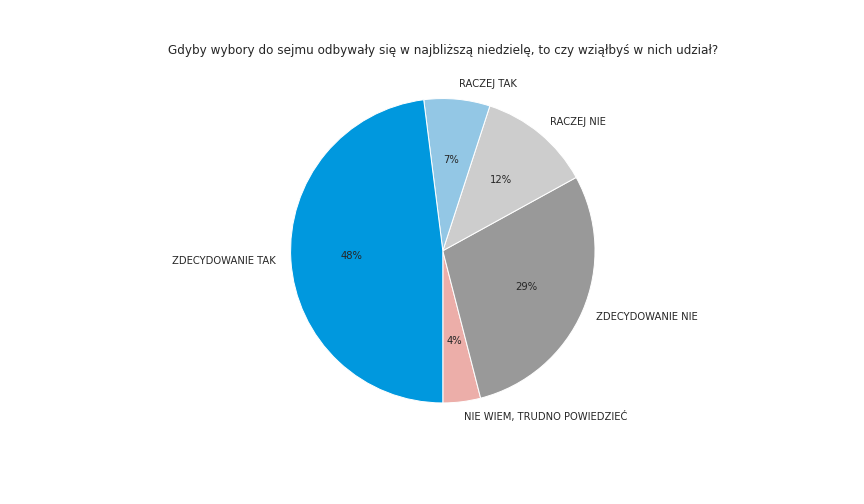 Gdyby wybory do sejmu odbywały się w najbliższą niedzielę, to czy wziąłbyś w nich udział?
RACZEJ TAK
RACZEJ NIE
7%
12%
48%
ZDECYDOWANIE TAK
29%
ZDECYDOWANIE NIE
4%
NIE WIEM, TRUDNO POWIEDZIEĆ